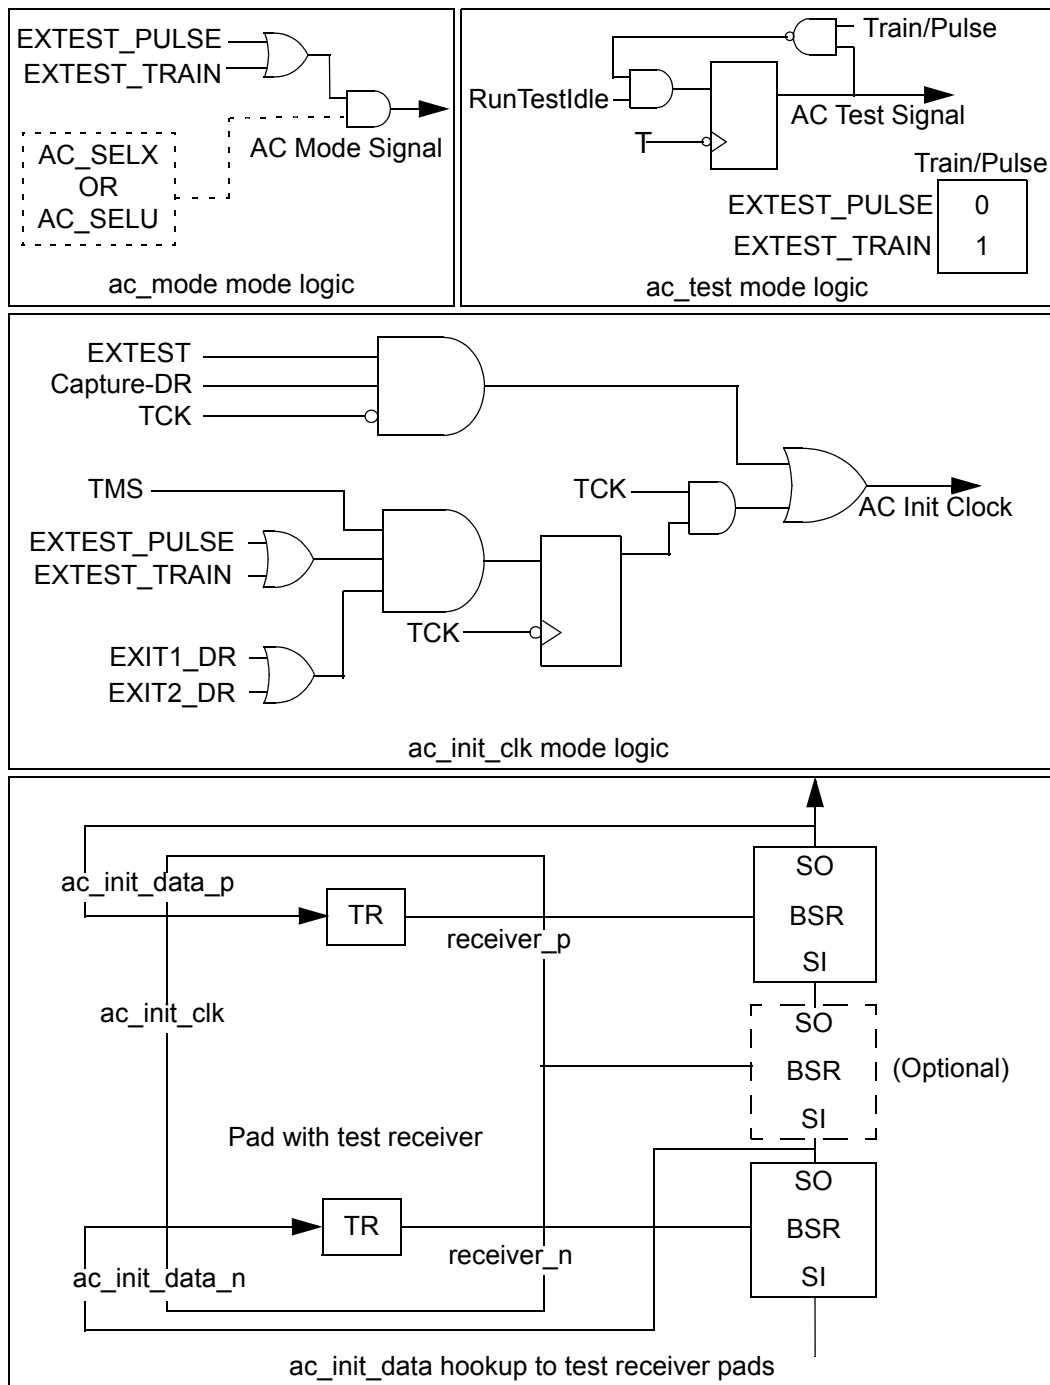 EXTEST_PULSE
EXTEST_TRAIN
AC_SELX
OR
AC_SELU
AC Mode Signal
ac_mode mode logic
Train/Pulse
RunTestIdle
T
AC Test Signal
Train/Pulse
EXTEST_PULSE 0
EXTEST_TRAIN 1
ac_test mode logic
EXTEST
Capture-DR
TCK
TMS
EXTEST_PULSE
EXTEST_TRAIN
EXIT1_DR
EXIT2_DR
TCK
TCK
AC Init Clock
ac_init_clk mode logic
ac_init_data_p
TR
receiver_p
SO
BSR
SI
ac_init_clk
SO
BSR
SI
(Optional)
Pad with test receiver
SO
BSR
SI
TR
receiver_n
ac_init_data_n
ac_init_data hookup to test receiver pads